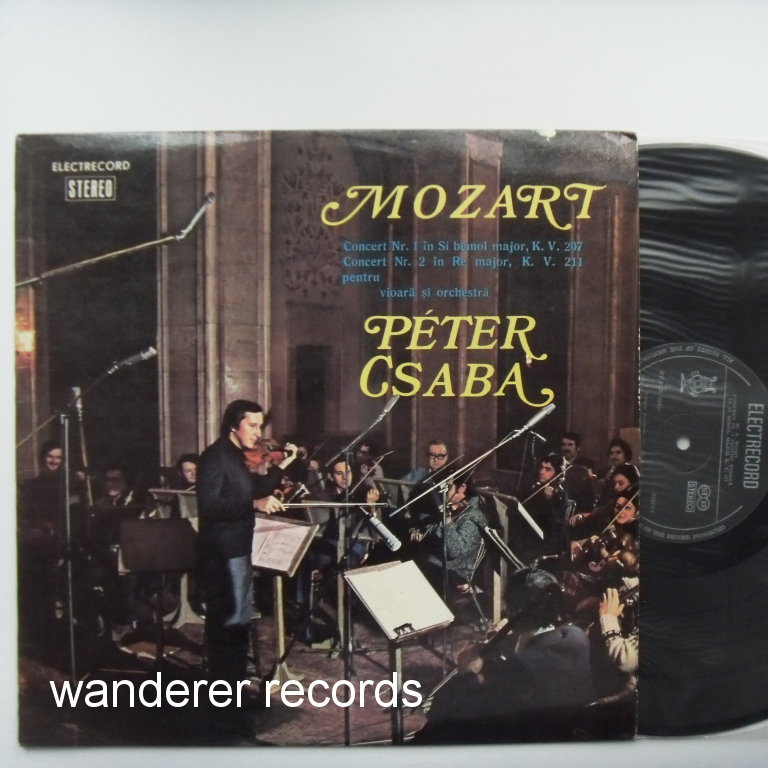 ELECTRECORD
STEREO
MOZART
Concert Nr. 1 în Si bemol major, K. V. 207
Concert Nr. 2 în Re major, K. V. 211
pentru
vioară și orchestră
PÉTER
CSABA
ELECTRECORD
STEREO
wanderer records